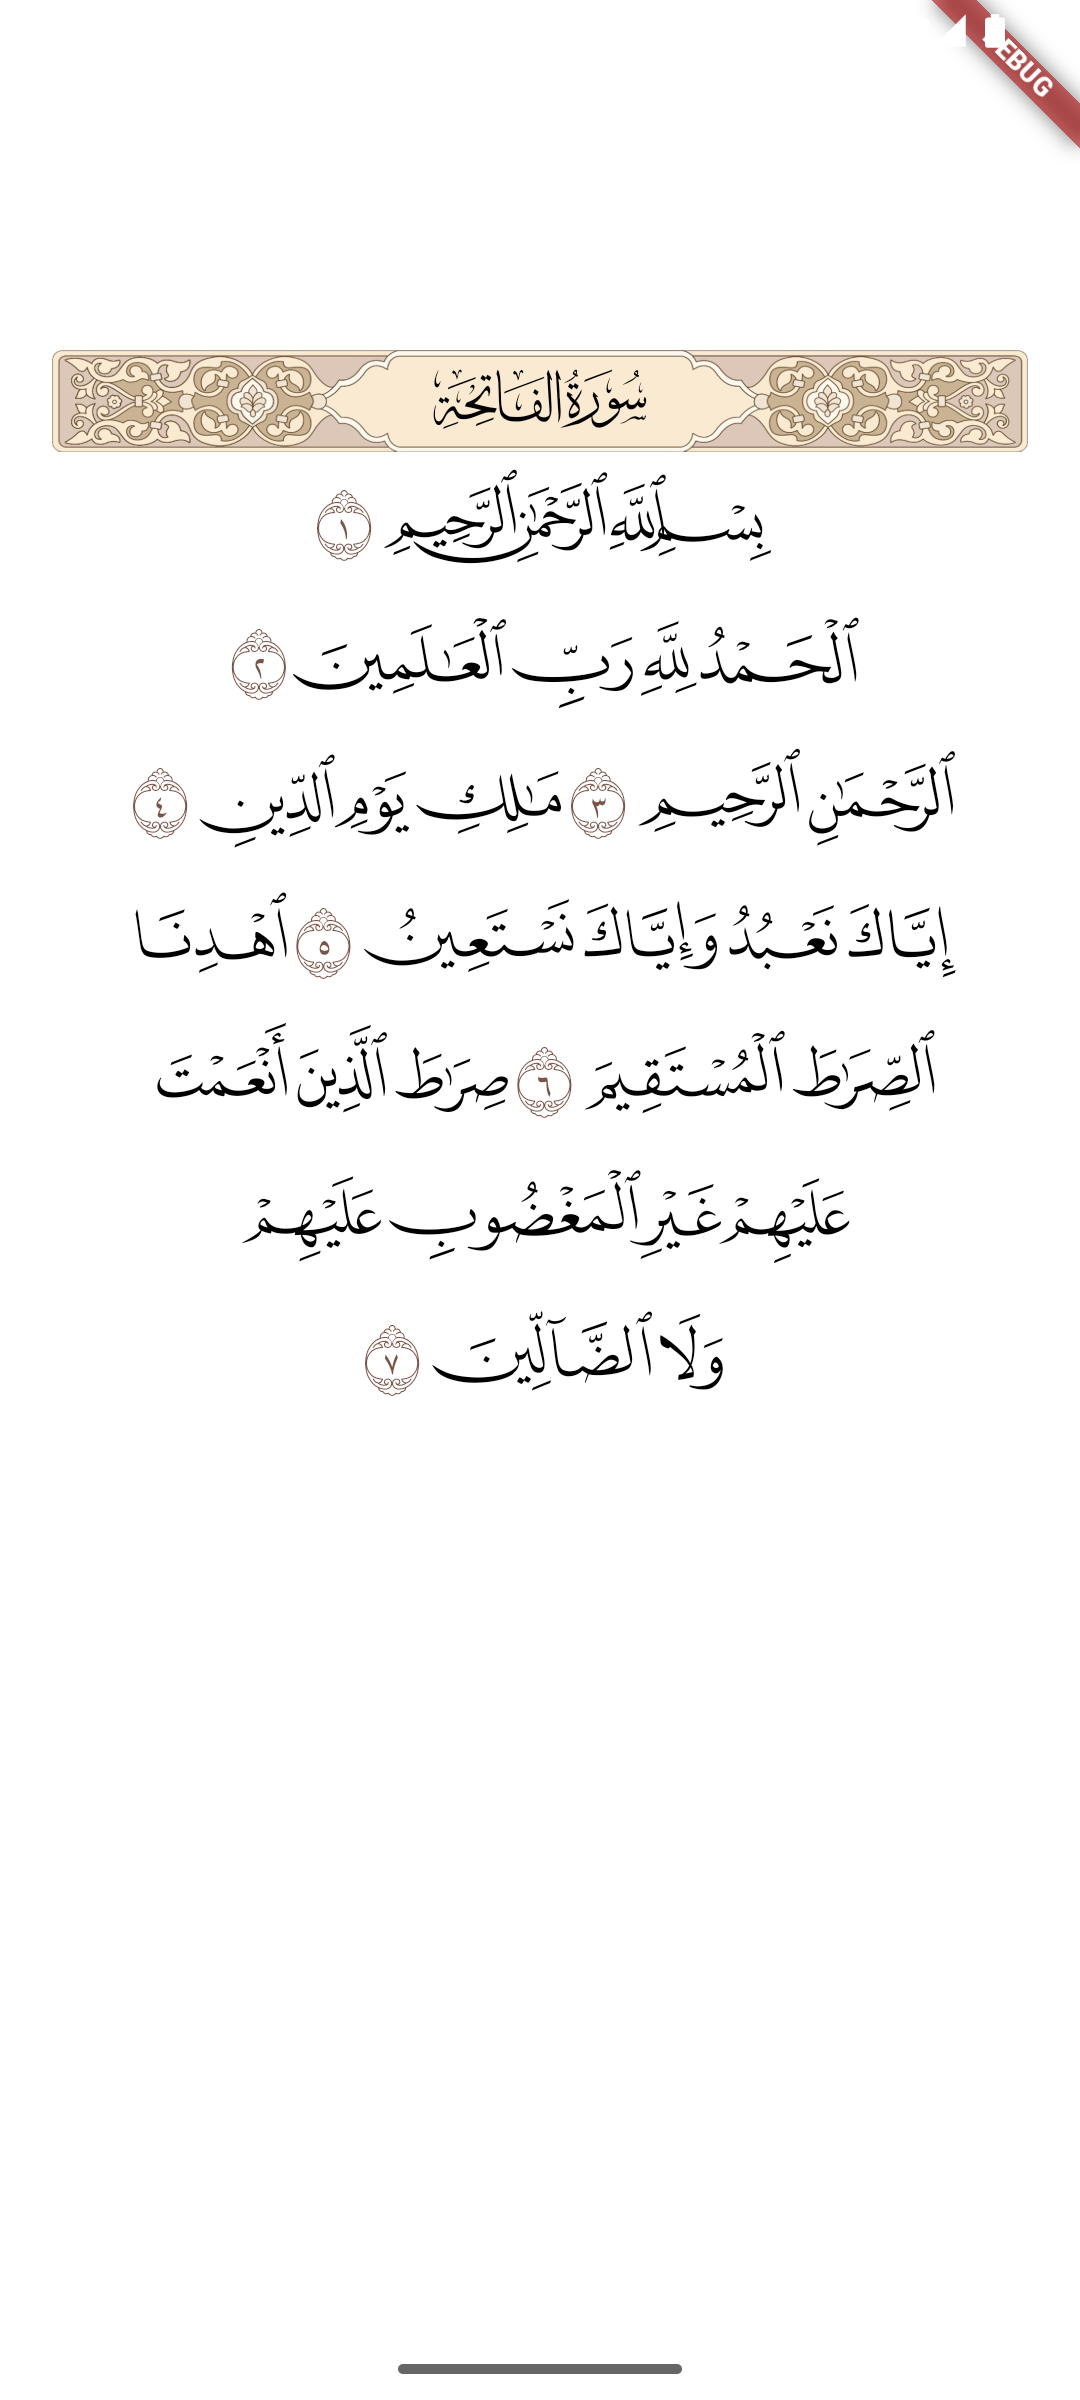 DEBUG
سُورَةُ الفَاتِحَةِ
بِسْمِ ٱللَّهِ ٱلرَّحْمَٰنِ ٱلرَّحِيمِ ١
ٱلْحَمْدُ لِلَّهِ رَبِّ ٱلْعَٰلَمِينَ ٢
ٱلرَّحْمَٰنِ ٱلرَّحِيمِ ٣ مَٰلِكِ يَوْمِ ٱلدِّينِ ٤
إِيَّاكَ نَعْبُدُ وَإِيَّاكَ نَسْتَعِينُ ٥ ٱهْدِنَا
ٱلصِّرَٰطَ ٱلْمُسْتَقِيمَ ٦ صِرَٰطَ ٱلَّذِينَ أَنْعَمْتَ
عَلَيْهِمْ غَيْرِ ٱلْمَغْضُوبِ عَلَيْهِمْ
وَلَا ٱلضَّآلِّينَ ٧